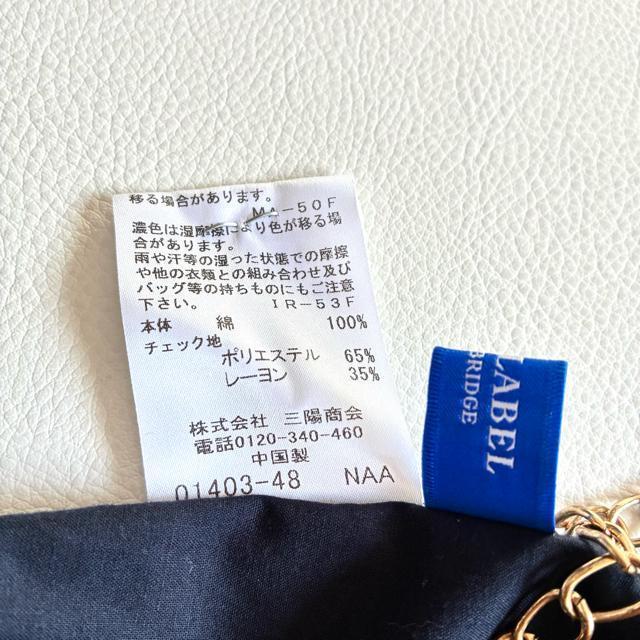 移る場合があります。
MA-50F
濃色は湿摩擦により色が移る場
合があります。
雨や汗等の湿った状態での摩擦
や他の衣類との組み合わせ及び
バッグ等の持ちものにもご注意
下さい。 IR-53F
本体 綿 100%
チェック地
ポリエステル 65%
レーヨン 35%
株式会社 三陽商会
電話0120-340-460
中国製
01403-48 NAA
LABEL
BRIDGE